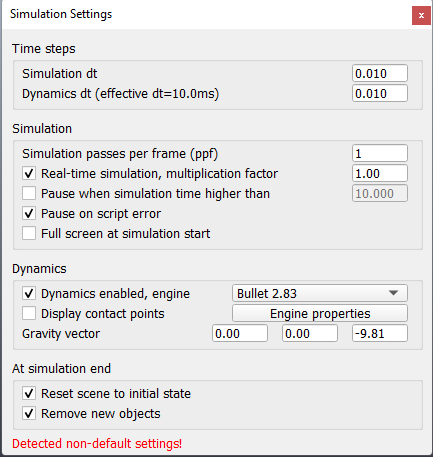 Simulation Settings
x
Time steps
Simulation dt 0.010
Dynamics dt (effective dt=10.0ms) 0.010
Simulation
Simulation passes per frame (ppf) 1
Real-time simulation, multiplication factor 1.00
Pause when simulation time higher than 10.000
Pause on script error
Full screen at simulation start
Dynamics
Dynamics enabled, engine Bullet 2.83
Display contact points Engine properties
Gravity vector 0.00 0.00 -9.81
At simulation end
Reset scene to initial state
Remove new objects
Detected non-default settings!